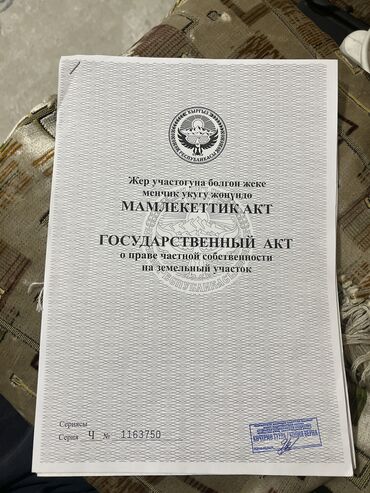 Жер участогуна болгон жеке
менчик укугу жөнүндө
МАМЛЕКЕТТИК АКТ
ГОСУДАРСТВЕННЫЙ АКТ
о праве частной собственности
на земельный участок
Сериясы
Серия Ч № 1163750